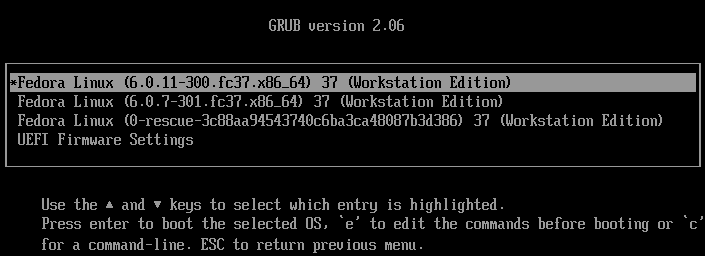 GRUB version 2.06
*Fedora Linux (6.0.11-300.fc37.x86_64) 37 (Workstation Edition)
Fedora Linux (6.0.7-301.fc37.x86_64) 37 (Workstation Edition)
Fedora Linux (0-rescue-3c88aa94543740c6ba3ca48087b3d386) 37 (Workstation Edition)
UEFI Firmware Settings
Use the ▲ and ▼ keys to select which entry is highlighted.
Press enter to boot the selected OS, `e' to edit the commands before booting or `c'
for a command-line. ESC to return previous menu.